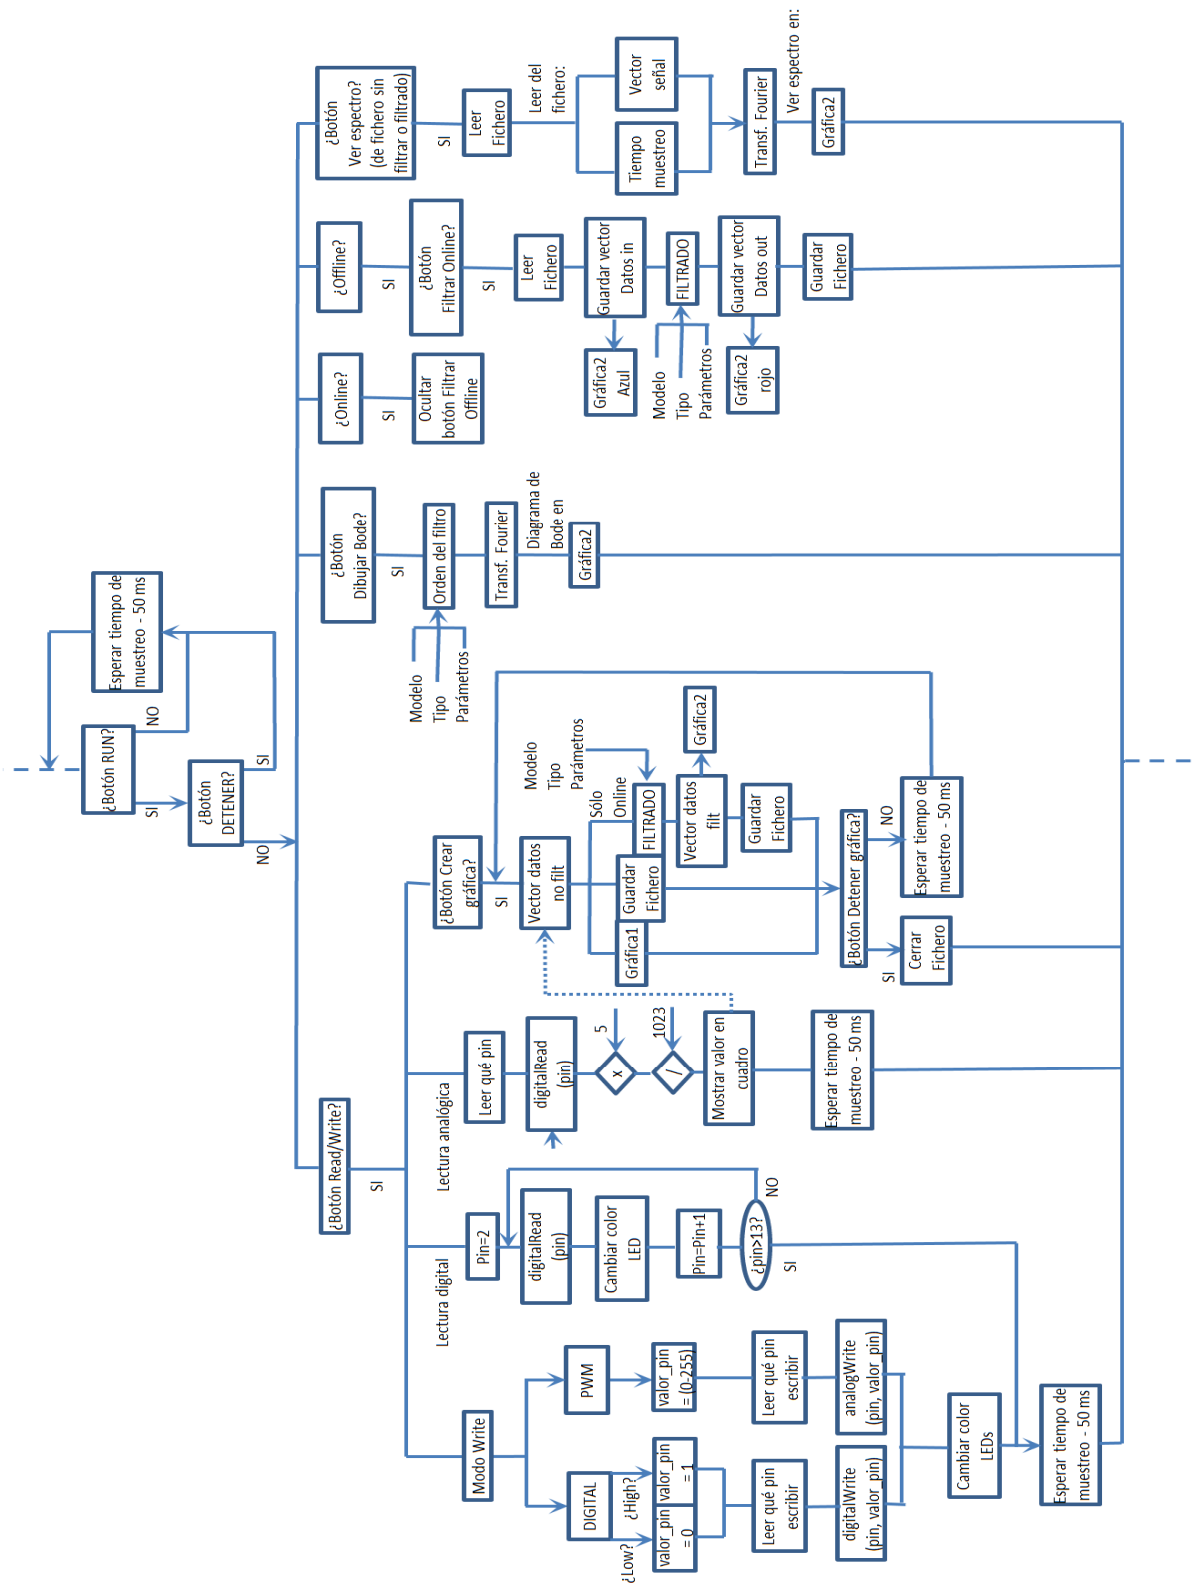 ¿Botón RUN?
NO
SI
Esperar tiempo de
muestreo - 50 ms
¿Botón
DETENER?
SI
NO
¿Botón Read/Write?
SI
Modo Write
DIGITAL
¿Low?
¿High?
valor_pin
= 0
valor_pin
= 1
Leer qué pin
escribir
digitalWrite
(pin, valor_pin)
PWM
valor_pin
= (0-255)
Leer qué pin
escribir
analogWrite
(pin, valor_pin)
Cambiar color
LEDs
Esperar tiempo de
muestreo - 50 ms
Lectura digital
Pin=2
digitalRead
(pin)
Cambiar color
LED
Pin=Pin+1
¿pin>13?
NO
SI
Lectura analógica
Leer qué pin
digitalRead
(pin)
x
5
/
1023
Mostrar valor en
cuadro
Esperar tiempo de
muestreo - 50 ms
¿Botón Crear
gráfica?
SI
Vector datos
no filt
Gráfica1
Guardar
Fichero
Sólo
Online
FILTRADO
Modelo
Tipo
Parámetros
Vector datos
filt
Gráfica2
Guardar
Fichero
¿Botón Detener gráfica?
SI
NO
Cerrar
Fichero
Esperar tiempo de
muestreo - 50 ms
¿Botón
Dibujar Bode?
SI
Modelo
Tipo
Parámetros
Orden del filtro
Transf. Fourier
Diagrama de
Bode en
Gráfica2
¿Online?
SI
Ocultar
botón Filtrar
Offline
¿Offline?
SI
¿Botón
Filtrar Online?
SI
Leer
Fichero
Guardar vector
Datos in
Gráfica2
Azul
Modelo
Tipo
Parámetros
FILTRADO
Guardar vector
Datos out
Gráfica2
rojo
Guardar
Fichero
¿Botón
Ver espectro?
(de fichero sin
filtrar o filtrado)
SI
Leer
Fichero
Leer del
fichero:
Tiempo
muestreo
Vector
señal
Transf. Fourier
Ver espectro en:
Gráfica2